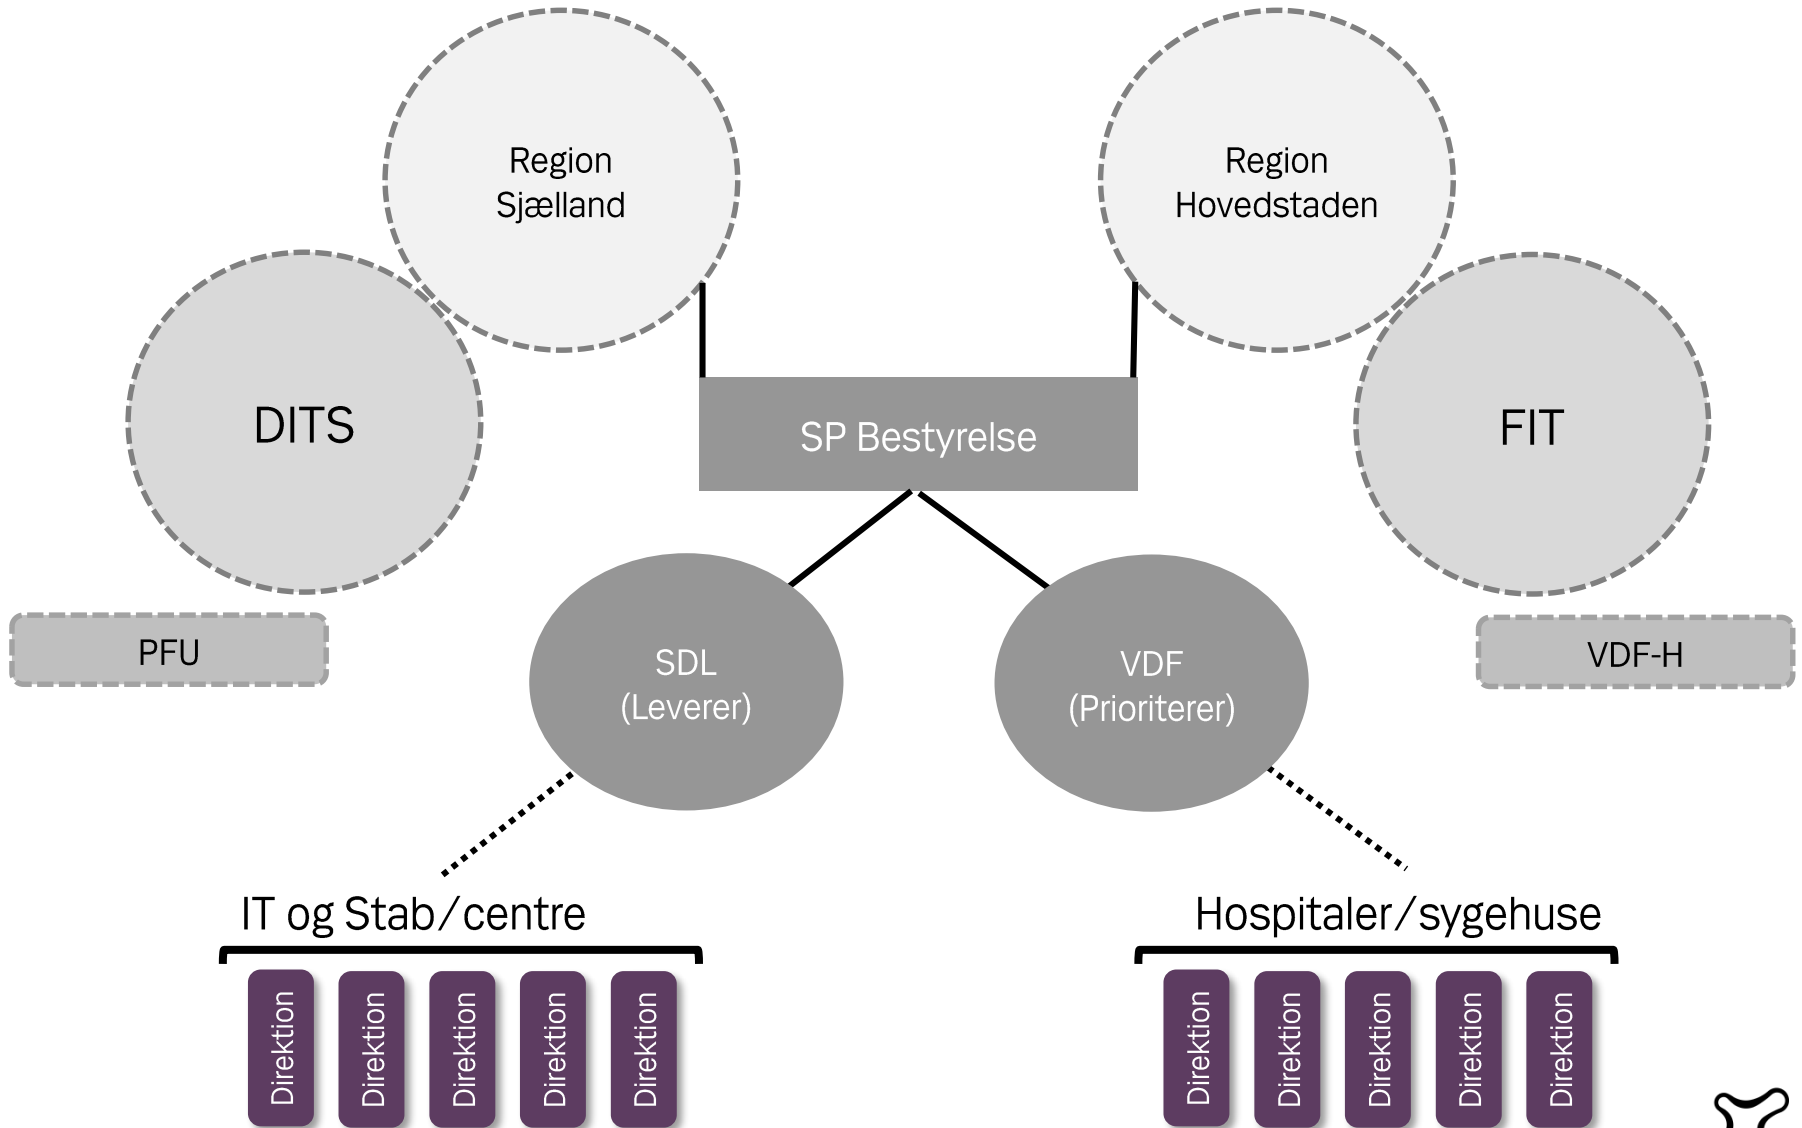 Region
Sjælland
Region
Hovedstaden
DITS
FIT
SP Bestyrelse
PFU
SDL
(Leverer)
VDF
(Prioriterer)
VDF-H
IT og Stab/centre
Hospitaler/sygehuse
Direktion
Direktion
Direktion
Direktion
Direktion
Direktion
Direktion
Direktion
Direktion
Direktion